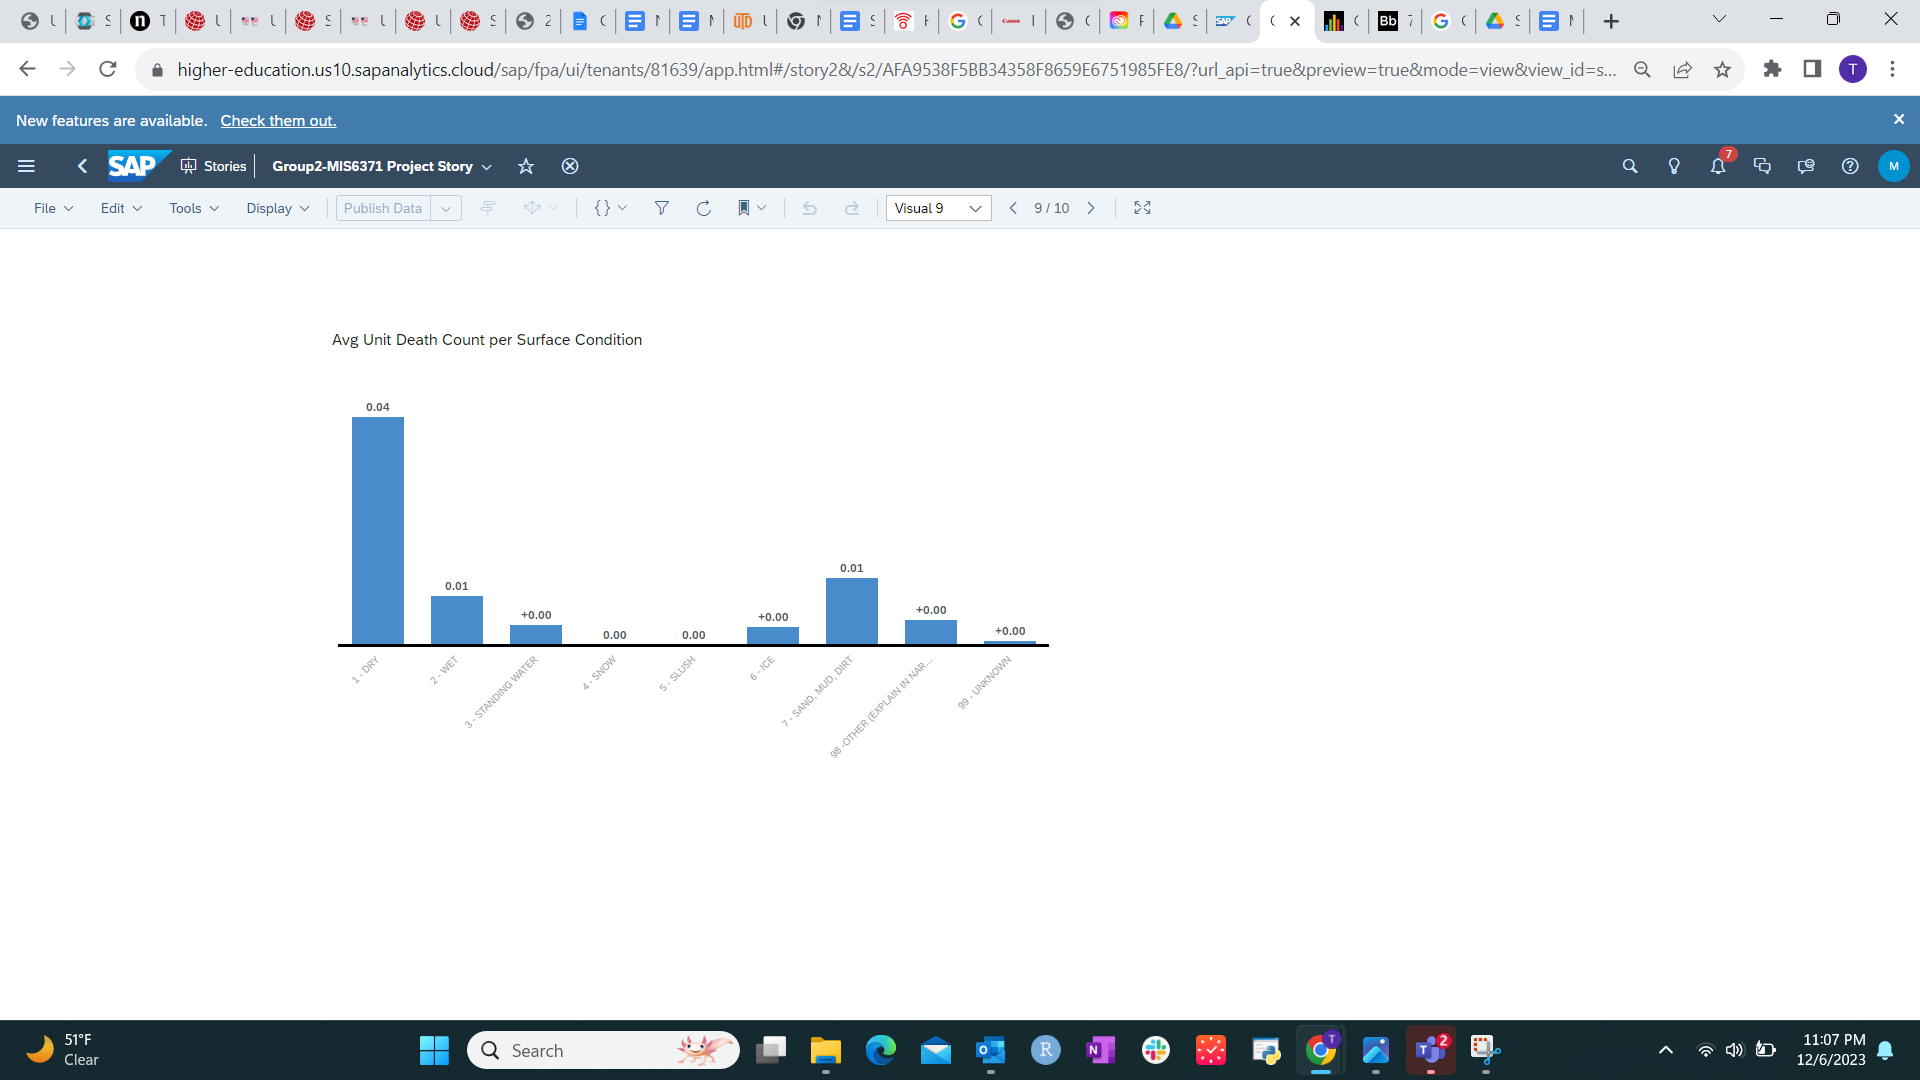 higher-education.us10.sapanalytics.cloud/sap/fpa/ui/tenants/81639/app.html#/story2&/s2/AFA9538F5BB34358F8659E6751985FE8/?url_api=true&preview=true&mode=view&view_id=s...
T
New features are available. Check them out.
SAP Stories Group2-MIS6371 Project Story 7 M
File Edit Tools Display Publish Data Visual 9 9 / 10
Avg Unit Death Count per Surface Condition
0.04
0.01
+0.00
0.00
0.00
+0.00
0.01
+0.00
+0.00
1 - DRY
2 - WET
3 - STANDING WATER
4 - SNOW
5 - SLUSH
6 - ICE
7 - SAND, MUD, DIRT
98 -OTHER (EXPLAIN IN NAR...
99 - UNKNOWN
51°F
Clear
Search
2
11:07 PM
12/6/2023